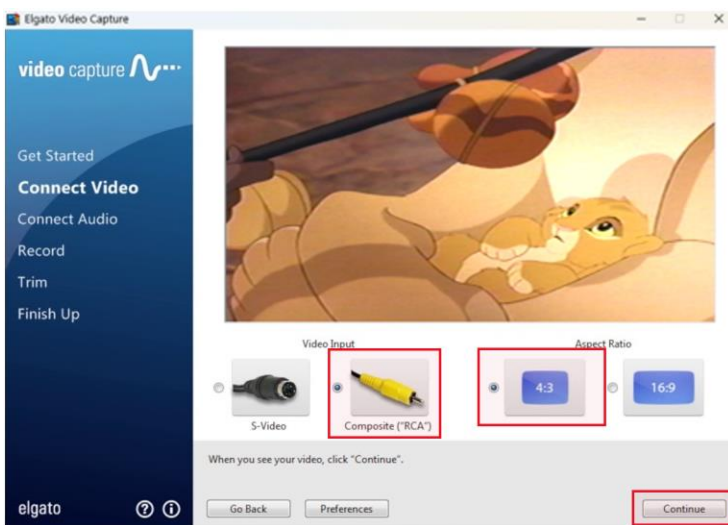 Elgato Video Capture
video capture
Get Started
Connect Video
Connect Audio
Record
Trim
Finish Up
Video Input
Aspect Ratio
4:3
16:9
S-Video
Composite ("RCA")
When you see your video, click "Continue".
elgato
Go Back
Preferences
Continue